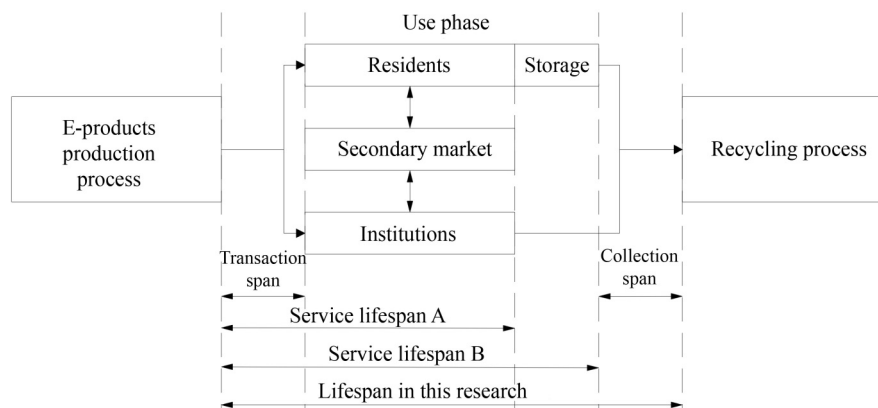 Use phase
Residents
Storage
E-products
production
process
Secondary market
Recycling process
Institutions
Transaction
span
Collection
span
Service lifespan A
Service lifespan B
Lifespan in this research